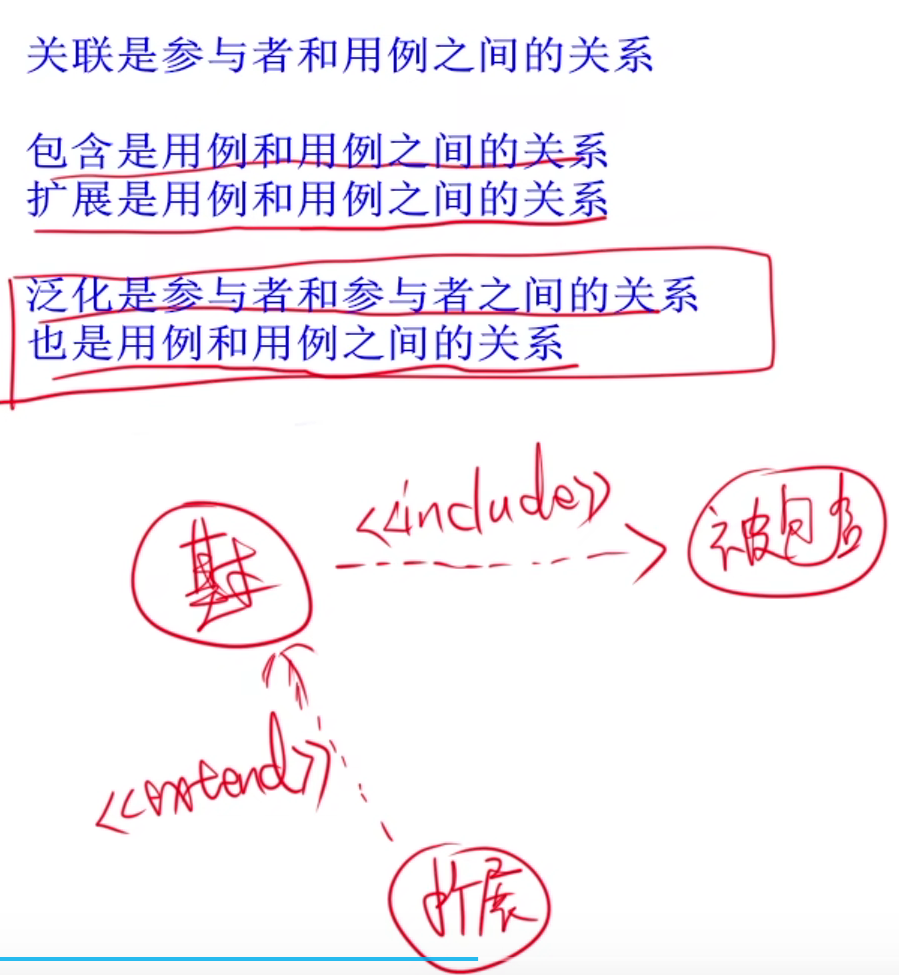 关联是参与者和用例之间的关系
包含是用例和用例之间的关系
扩展是用例和用例之间的关系
泛化是参与者和参与者之间的关系
也是用例和用例之间的关系
<<include>>
基本
被包含
<<extend>>
扩展